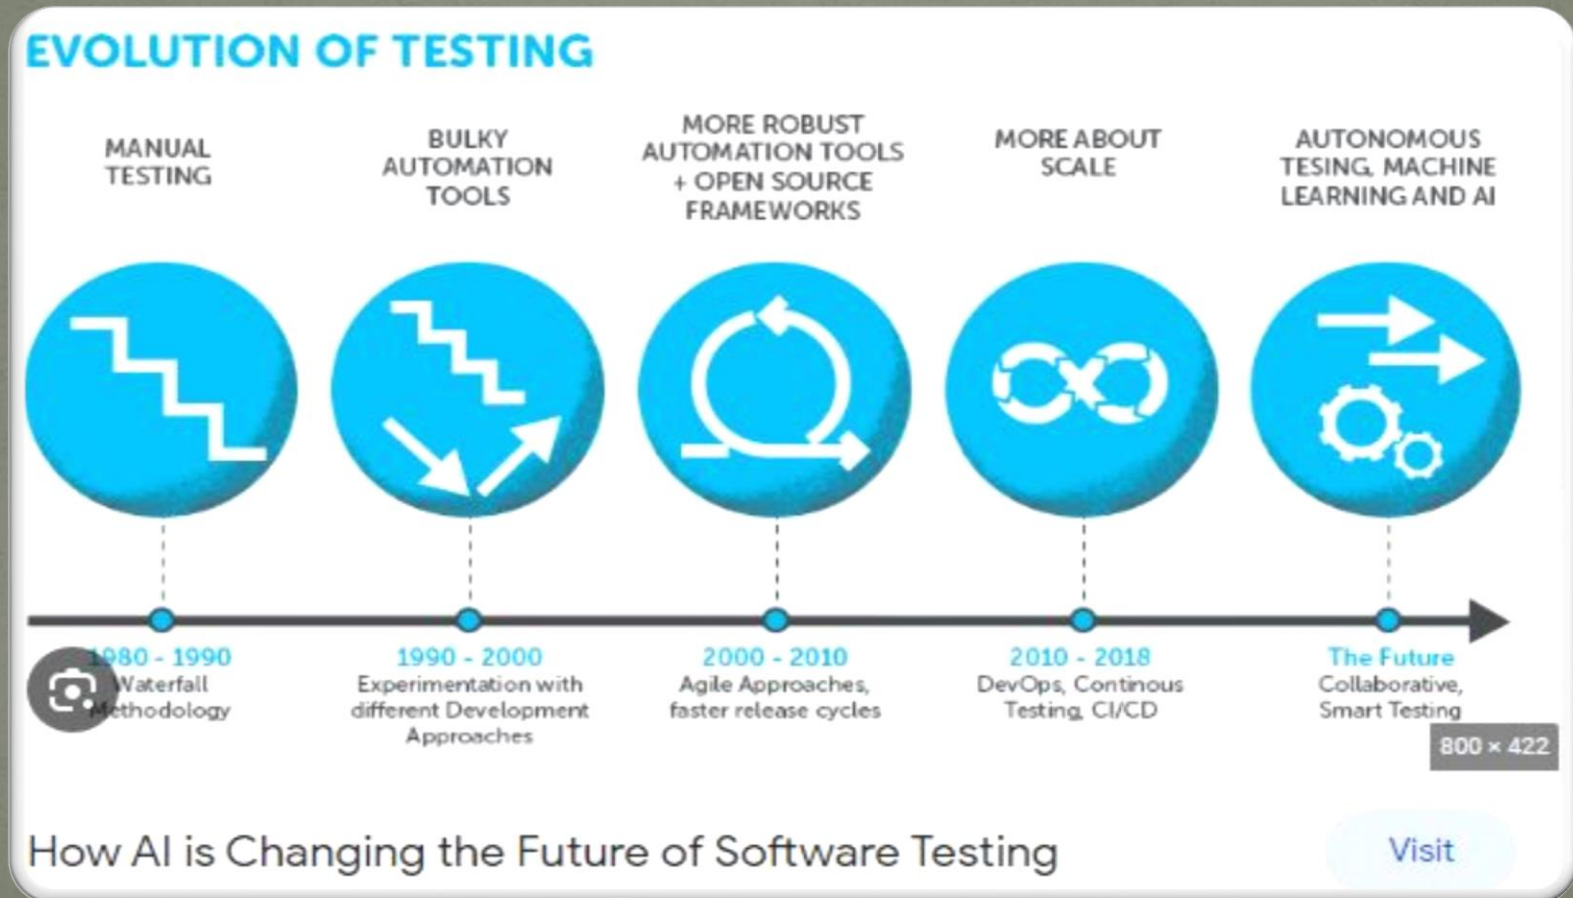 EVOLUTION OF TESTING
MANUAL
TESTING
BULKY
AUTOMATION
TOOLS
MORE ROBUST
AUTOMATION TOOLS
+ OPEN SOURCE
FRAMEWORKS
MORE ABOUT
SCALE
AUTONOMOUS
TESING, MACHINE
LEARNING AND AI
1980 - 1990
Waterfall
Methodology
1990 - 2000
Experimentation with
different Development
Approaches
2000 - 2010
Agile Approaches,
faster release cycles
2010 - 2018
DevOps, Continous
Testing, CI/CD
The Future
Collaborative,
Smart Testing
800 × 422
How AI is Changing the Future of Software Testing
Visit